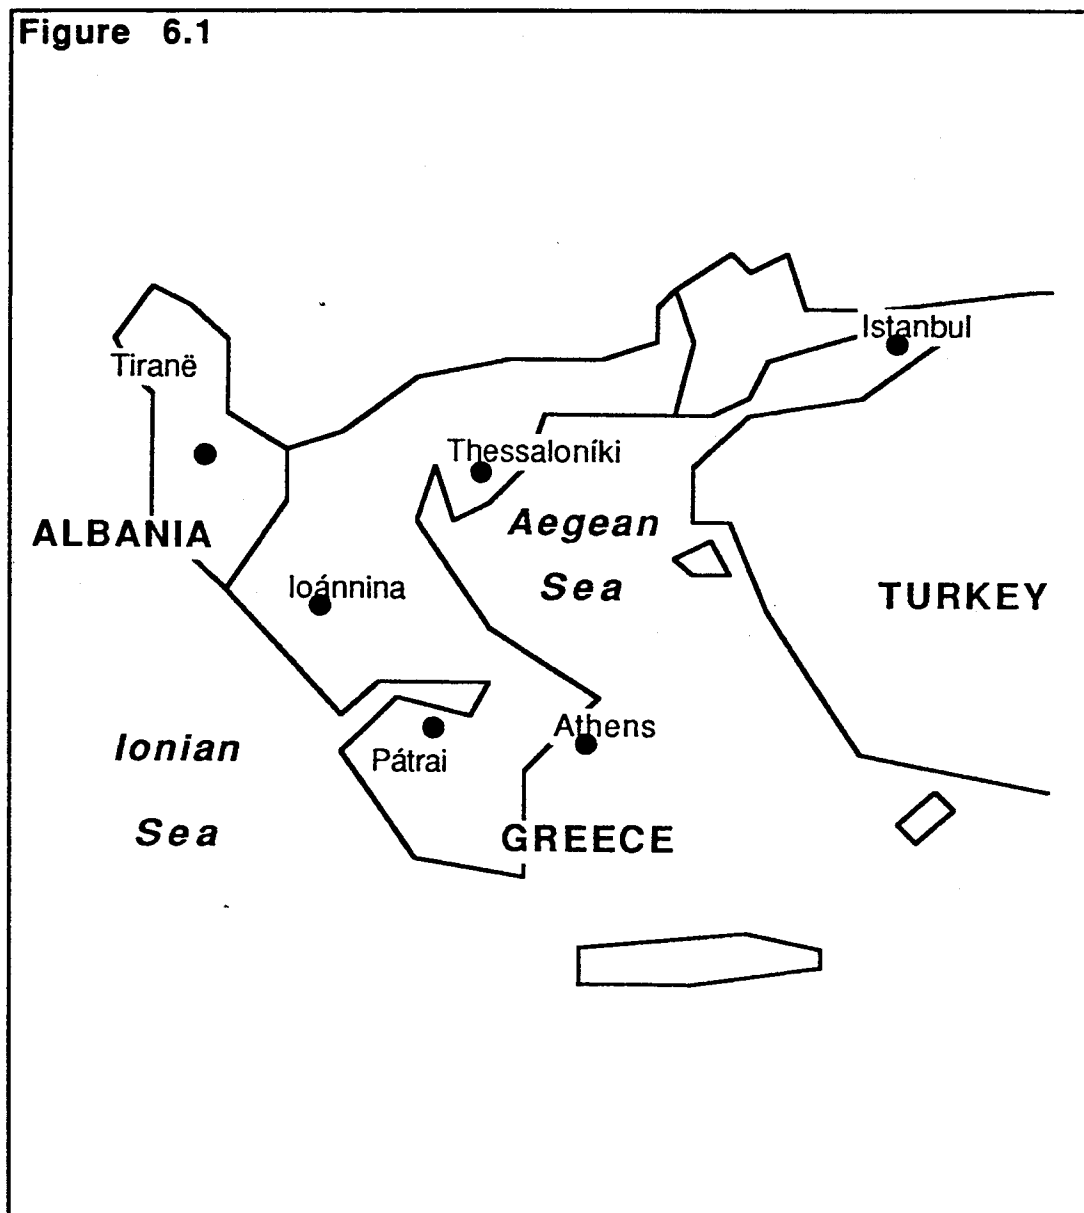 Figure 6.1
Istanbul
Tiranë
Thessaloníki
Aegean
Sea
ALBANIA
Ioánnina
TURKEY
Ionian
Sea
Athens
Pátrai
GREECE